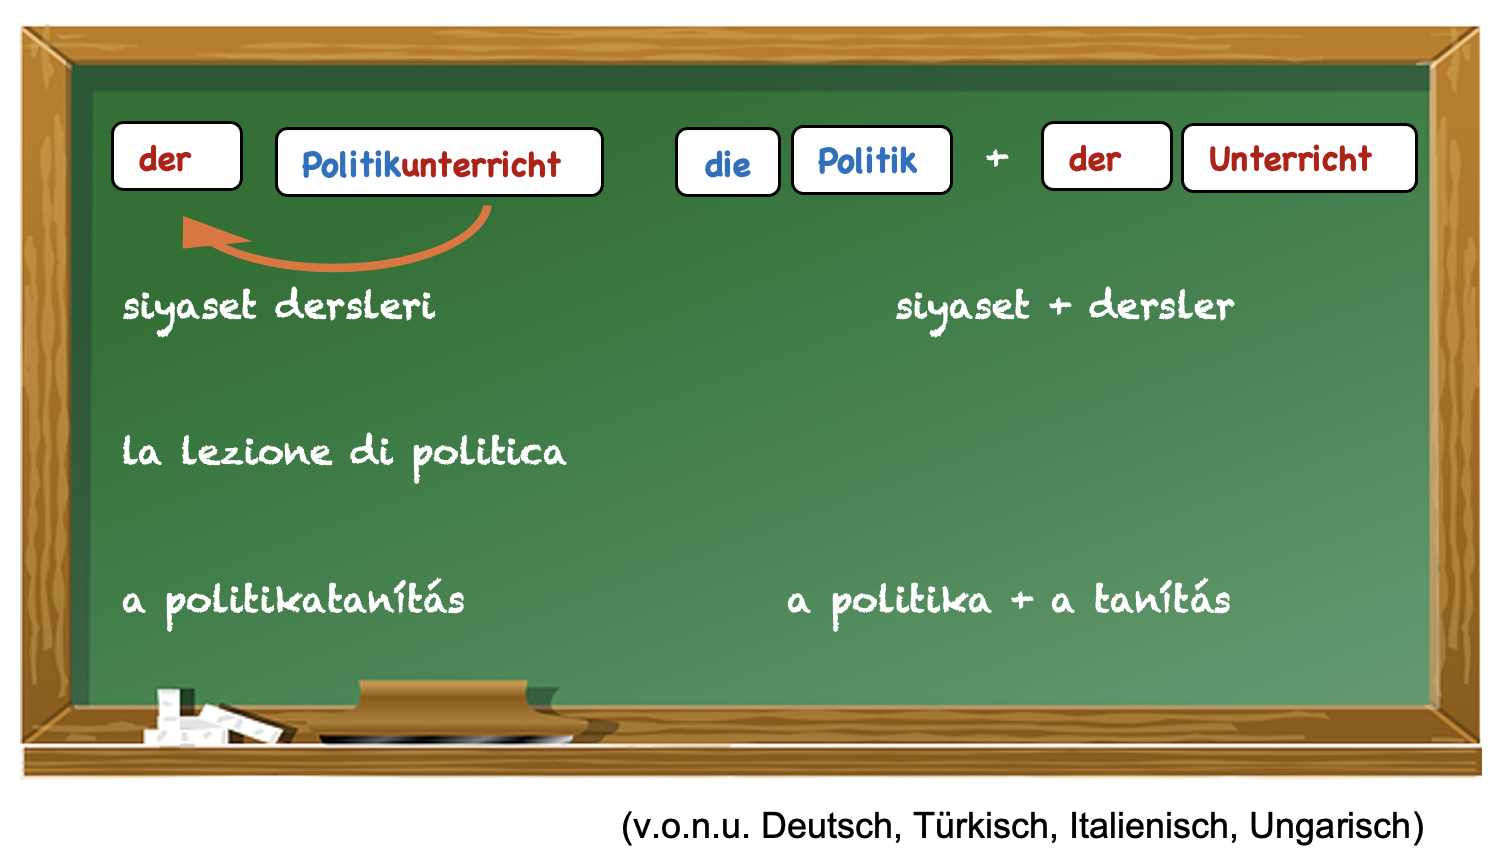 der Politikunterricht die Politik + der Unterricht
siyaset dersleri siyaset + dersler
la lezione di politica
a politikatanítás a politika + a tanítás
(v.o.n.u. Deutsch, Türkisch, Italienisch, Ungarisch)